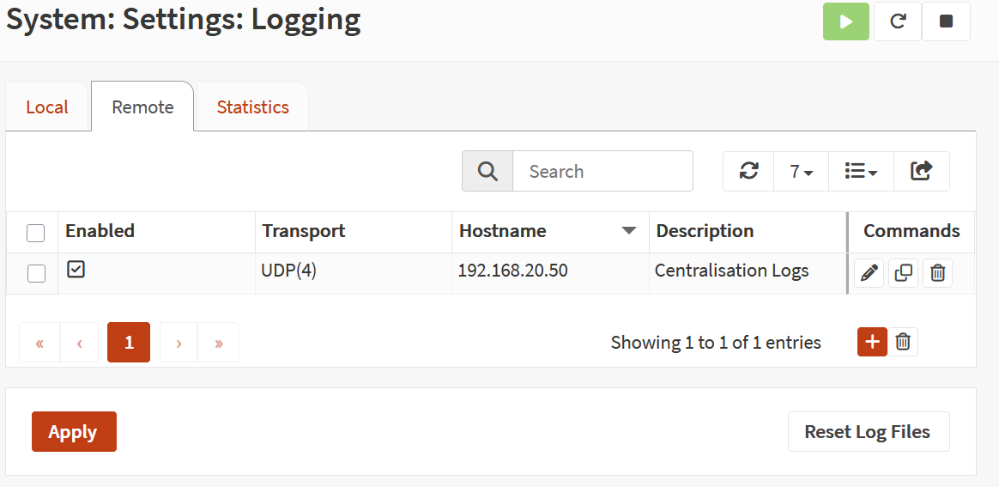 System: Settings: Logging
Local Remote Statistics
Search 7
Enabled Transport Hostname Description Commands
UDP(4) 192.168.20.50 Centralisation Logs
« ‹ 1 › » Showing 1 to 1 of 1 entries
Apply Reset Log Files